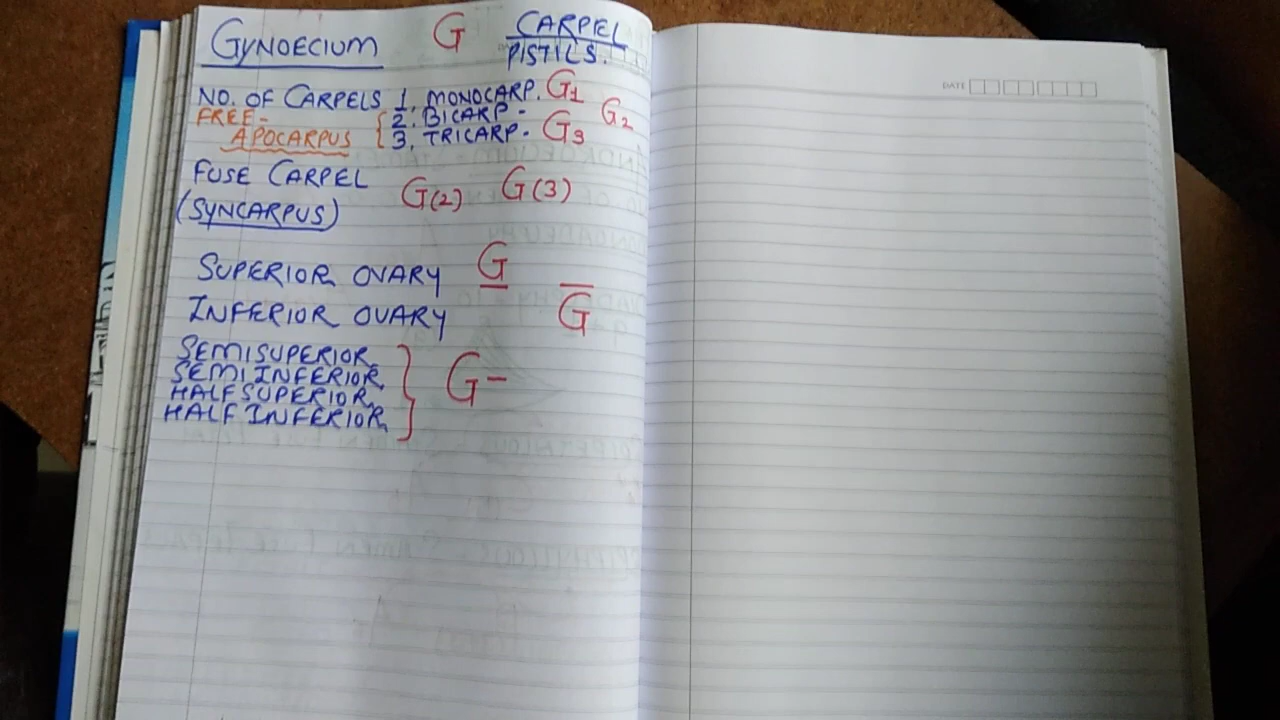 GYNOECIUM G CARPEL
PISTILS.
NO. OF CARPELS 1. MONOCARP. G1
FREE- 2. BICARP - G2
APOCARPUS 3. TRICARP - G3
FUSE CARPEL G(2) G(3)
(SYNCARPUS)
SUPERIOR OVARY G
INFERIOR OVARY G
SEMISUPERIOR
SEMI INFERIOR
HALF SUPERIOR G-
HALF INFERIOR
DATE